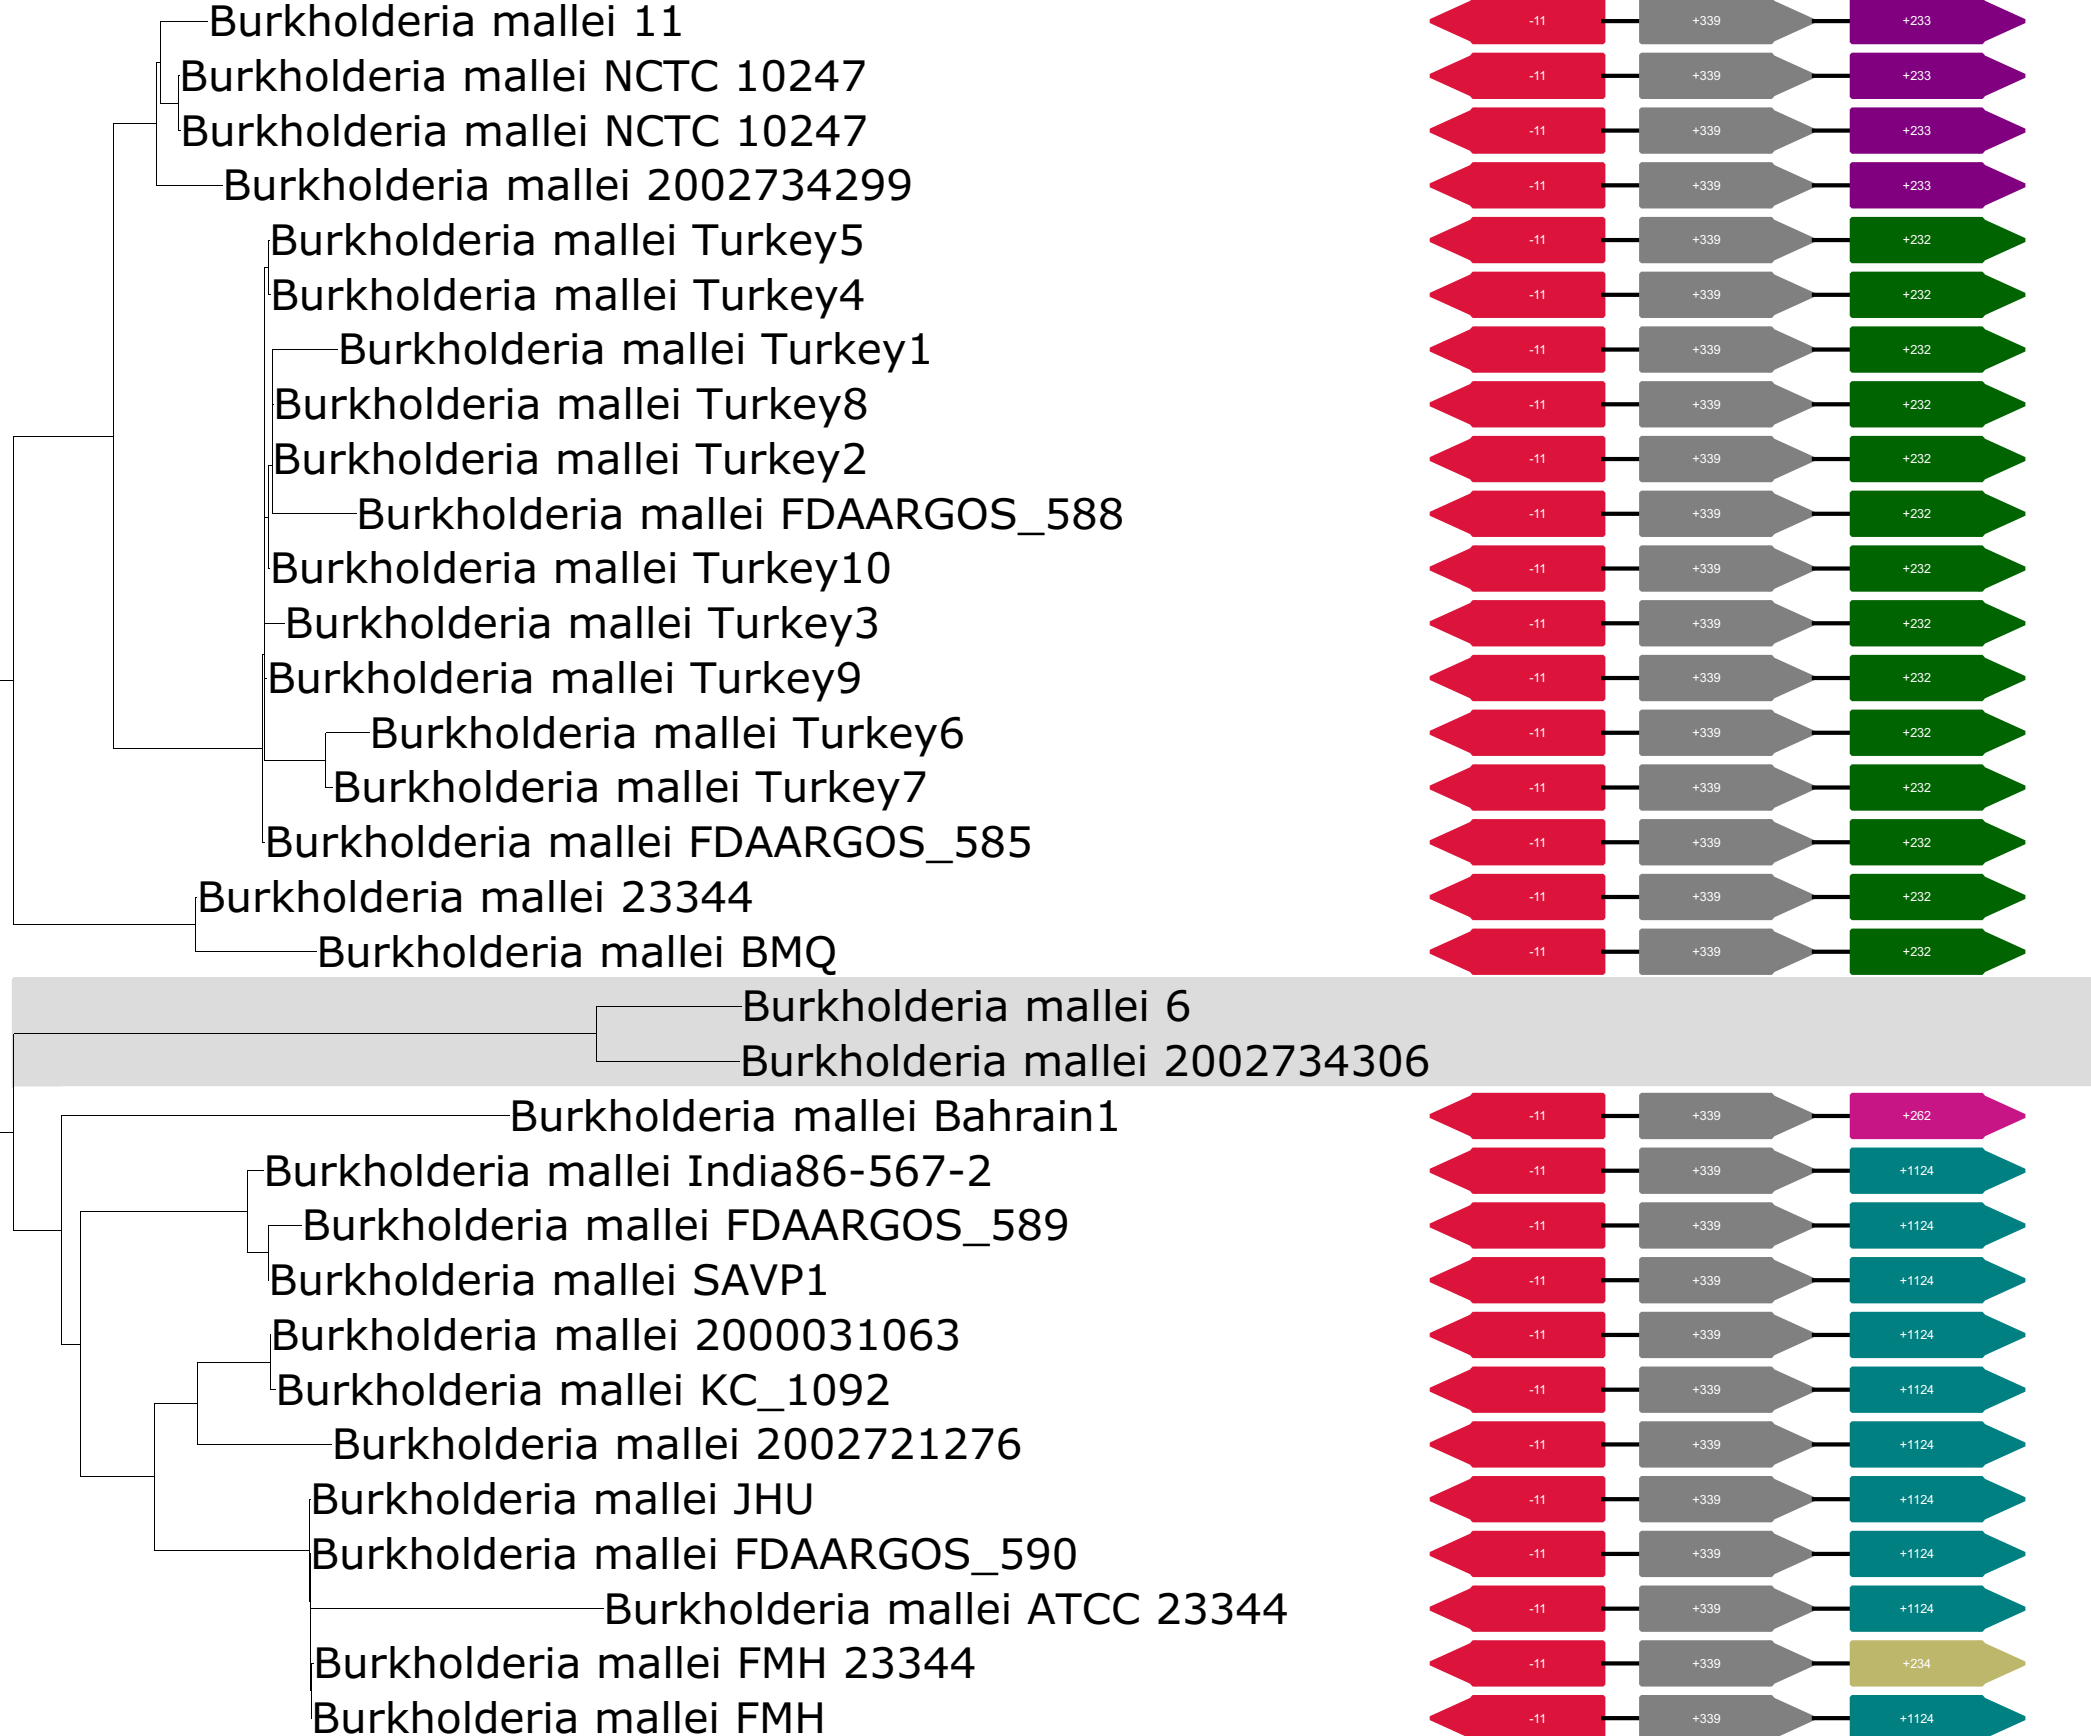 Burkholderia mallei 11 -11 +339 +233
Burkholderia mallei NCTC 10247 -11 +339 +233
Burkholderia mallei NCTC 10247 -11 +339 +233
Burkholderia mallei 2002734299 -11 +339 +233
Burkholderia mallei Turkey5 -11 +339 +232
Burkholderia mallei Turkey4 -11 +339 +232
Burkholderia mallei Turkey1 -11 +339 +232
Burkholderia mallei Turkey8 -11 +339 +232
Burkholderia mallei Turkey2 -11 +339 +232
Burkholderia mallei FDAARGOS_588 -11 +339 +232
Burkholderia mallei Turkey10 -11 +339 +232
Burkholderia mallei Turkey3 -11 +339 +232
Burkholderia mallei Turkey9 -11 +339 +232
Burkholderia mallei Turkey6 -11 +339 +232
Burkholderia mallei Turkey7 -11 +339 +232
Burkholderia mallei FDAARGOS_585 -11 +339 +232
Burkholderia mallei 23344 -11 +339 +232
Burkholderia mallei BMQ -11 +339 +232
Burkholderia mallei 6
Burkholderia mallei 2002734306
Burkholderia mallei Bahrain1 -11 +339 +262
Burkholderia mallei India86-567-2 -11 +339 +1124
Burkholderia mallei FDAARGOS_589 -11 +339 +1124
Burkholderia mallei SAVP1 -11 +339 +1124
Burkholderia mallei 2000031063 -11 +339 +1124
Burkholderia mallei KC_1092 -11 +339 +1124
Burkholderia mallei 2002721276 -11 +339 +1124
Burkholderia mallei JHU -11 +339 +1124
Burkholderia mallei FDAARGOS_590 -11 +339 +1124
Burkholderia mallei ATCC 23344 -11 +339 +1124
Burkholderia mallei FMH 23344 -11 +339 +234
Burkholderia mallei FMH -11 +339 +1124